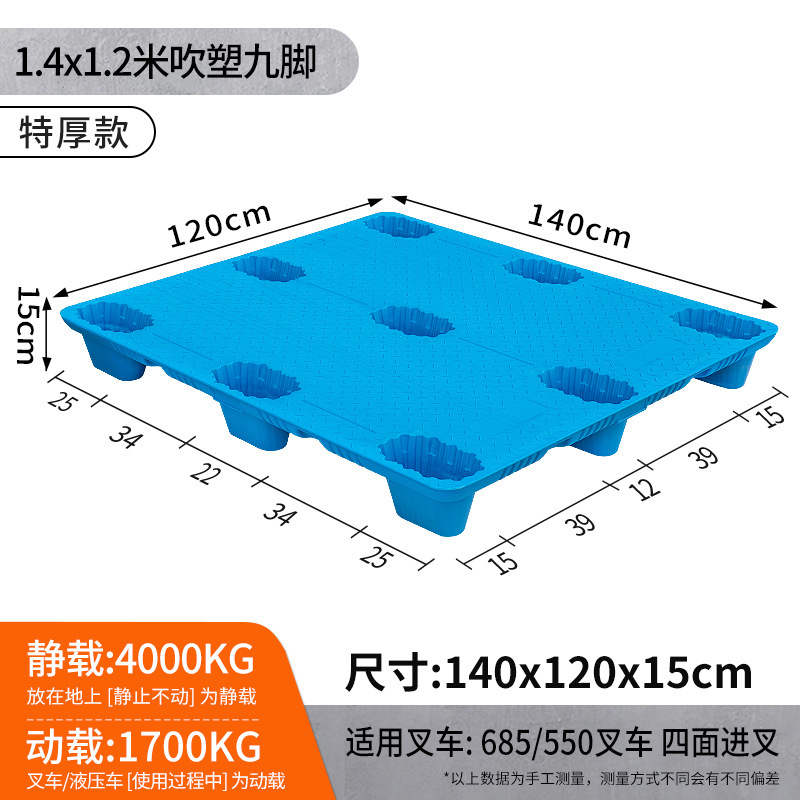 1.4x1.2米吹塑九脚
特厚款
120cm
140cm
15cm
25
34
22
34
25
15
39
12
39
15
静载:4000KG
放在地上 [静止不动] 为静载
动载:1700KG
叉车/液压车 [使用过程中] 为动载
尺寸:140x120x15cm
适用叉车: 685/550叉车 四面进叉
*以上数据为手工测量，测量方式不同会有不同偏差